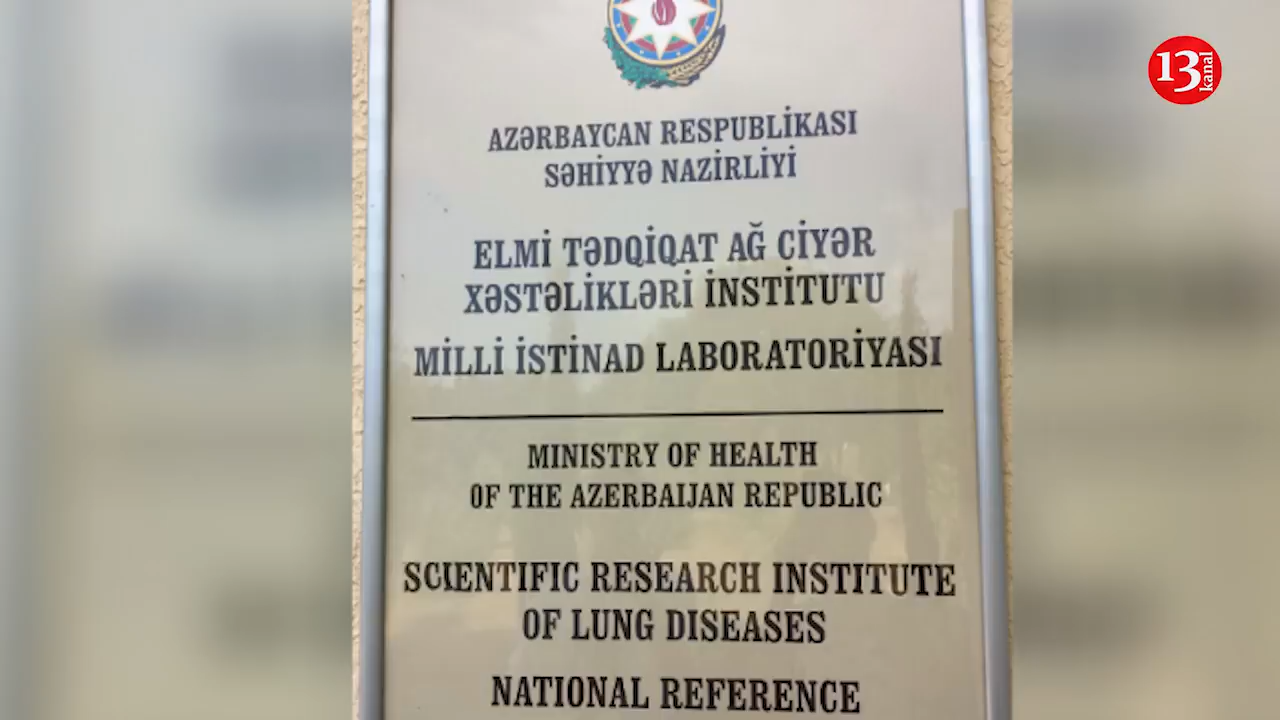 13 kanal
AZƏRBAYCAN RESPUBLİKASI
SƏHİYYƏ NAZİRLİYİ
ELMİ TƏDQİQAT AĞ CİYƏR
XƏSTƏLİKLƏRİ İNSTİTUTU
MİLLİ İSTİNAD LABORATORİYASI
MINISTRY OF HEALTH
OF THE AZERBAIJAN REPUBLIC
SCIENTIFIC RESEARCH INSTITUTE
OF LUNG DISEASES
NATIONAL REFERENCE